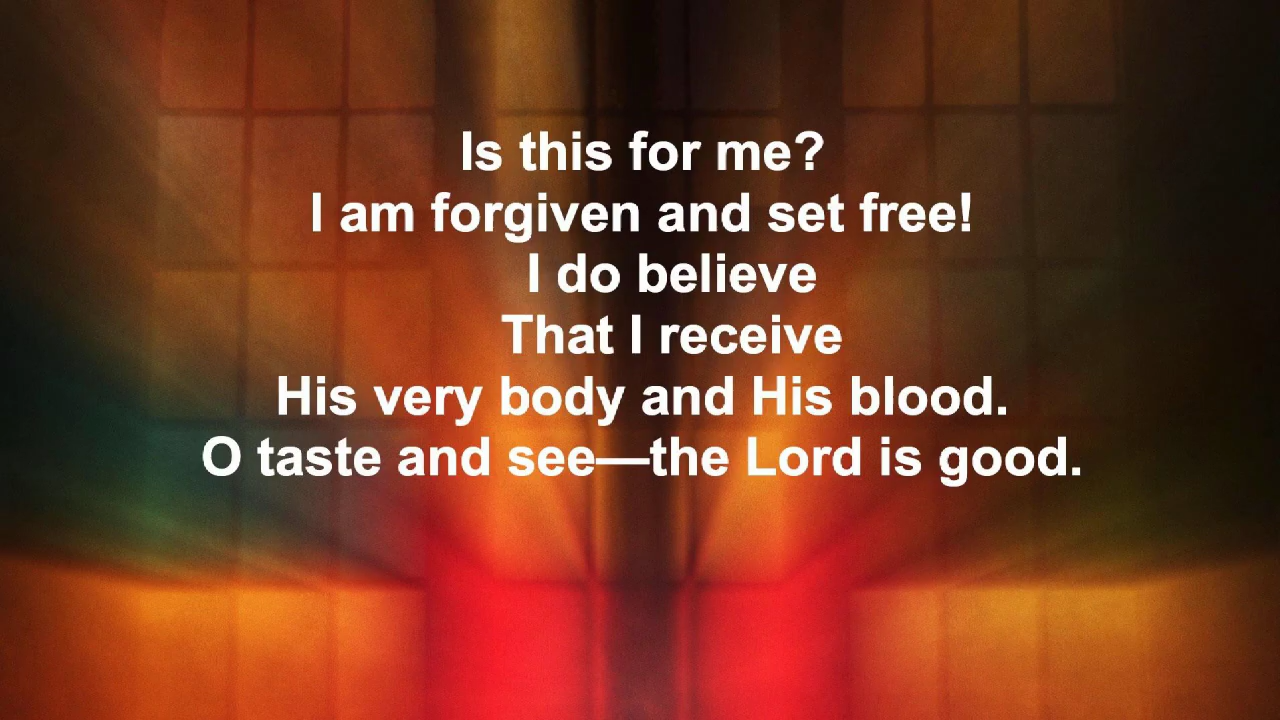 Is this for me?
I am forgiven and set free!
I do believe
That I receive
His very body and His blood.
O taste and see—the Lord is good.